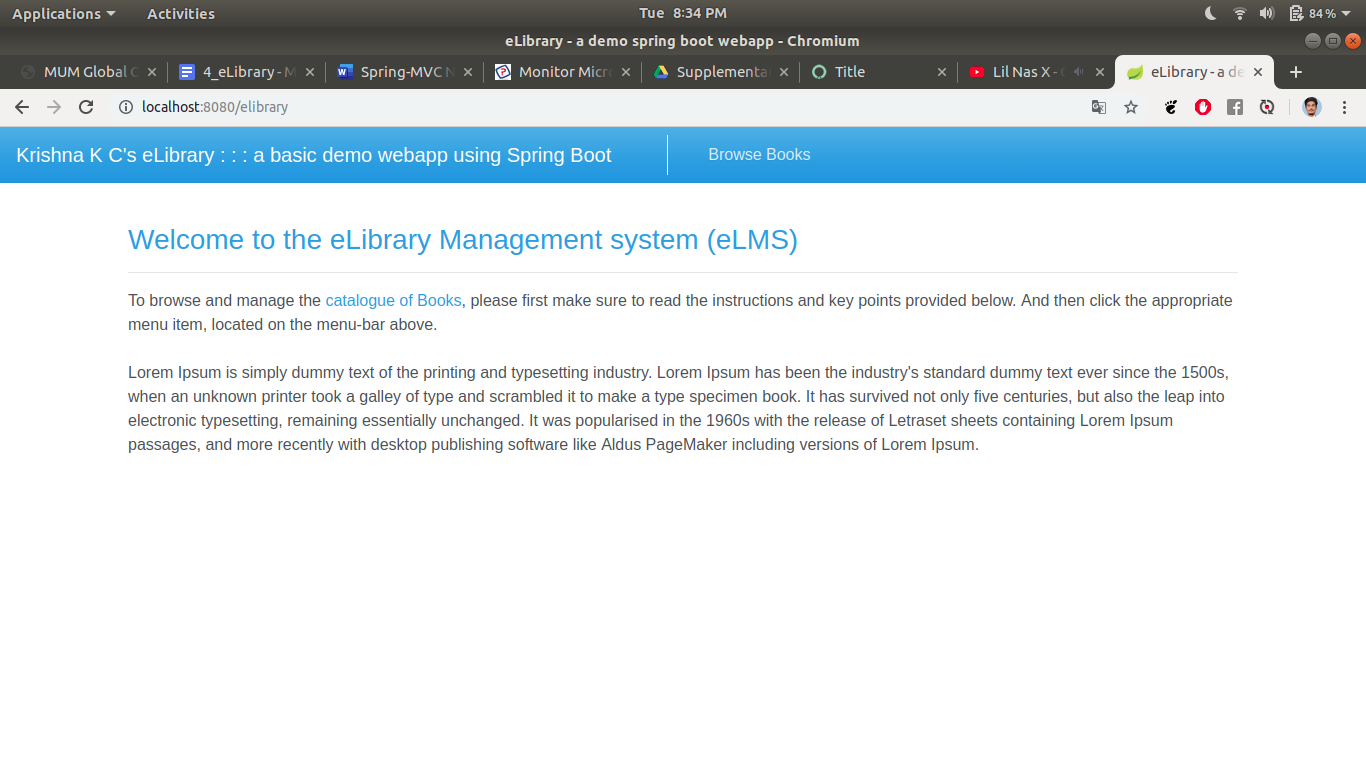 Applications Activities Tue 8:34 PM 84%
eLibrary - a demo spring boot webapp - Chromium
MUM Global 4_eLibrary - M Spring-MVC N Monitor Micr Supplementa Title Lil Nas X - eLibrary - a de
localhost:8080/elibrary
Krishna K C's eLibrary : : : a basic demo webapp using Spring Boot Browse Books
Welcome to the eLibrary Management system (eLMS)
To browse and manage the catalogue of Books, please first make sure to read the instructions and key points provided below. And then click the appropriate
menu item, located on the menu-bar above.
Lorem Ipsum is simply dummy text of the printing and typesetting industry. Lorem Ipsum has been the industry's standard dummy text ever since the 1500s,
when an unknown printer took a galley of type and scrambled it to make a type specimen book. It has survived not only five centuries, but also the leap into
electronic typesetting, remaining essentially unchanged. It was popularised in the 1960s with the release of Letraset sheets containing Lorem Ipsum
passages, and more recently with desktop publishing software like Aldus PageMaker including versions of Lorem Ipsum.